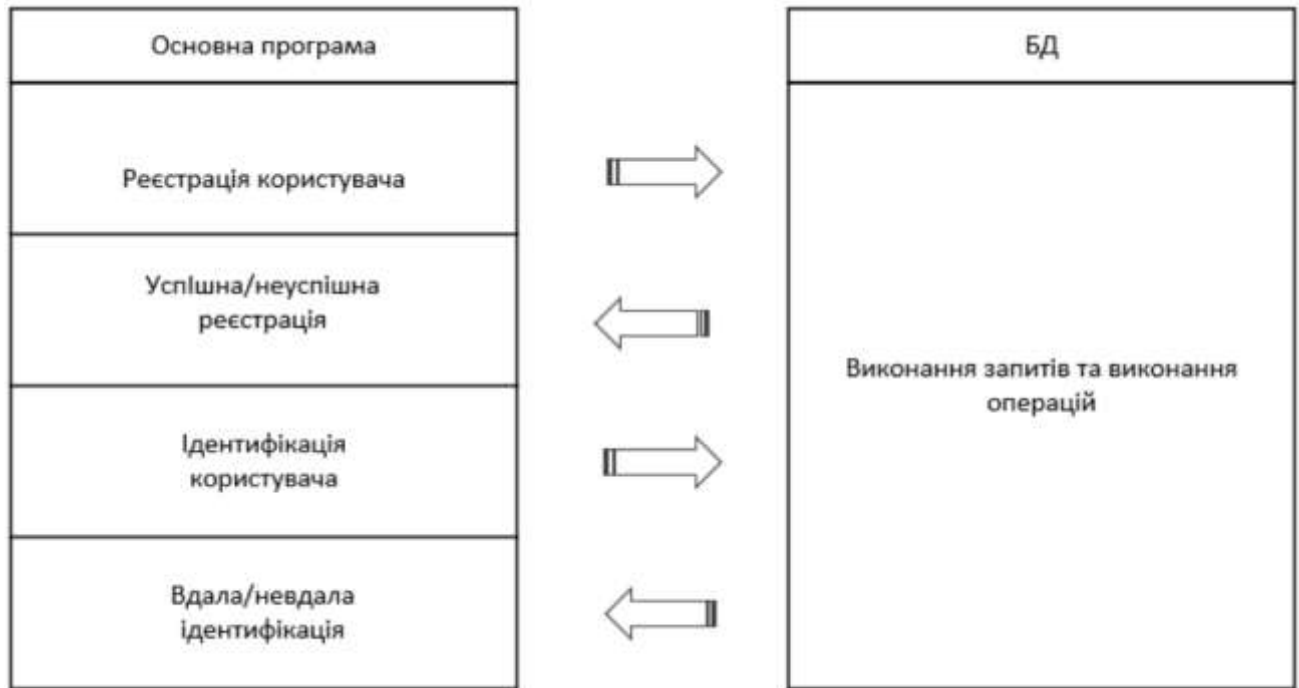 Основна програма
БД
Реєстрація користувача
УспІшна/неуспішна
реєстрація
Виконання запитів та виконання
операцій
Ідентифікація
користувача
Вдала/невдала
ідентифікація